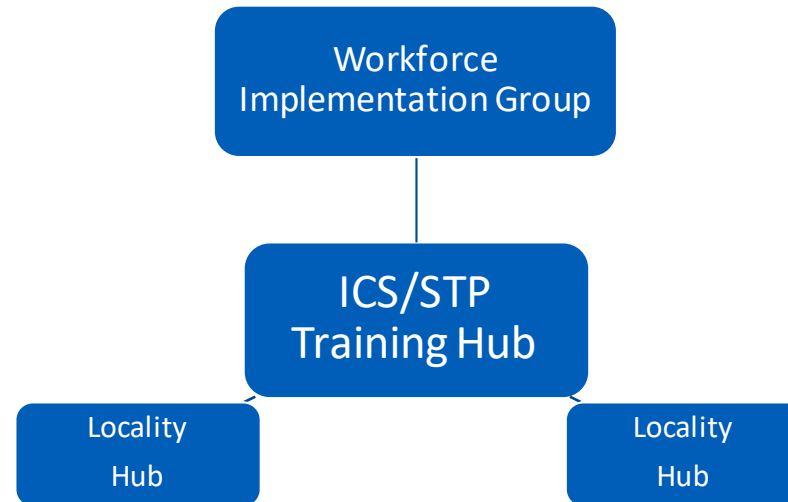 Workforce
Implementation Group
ICS/STP
Training Hub
Locality
Hub
Locality
Hub